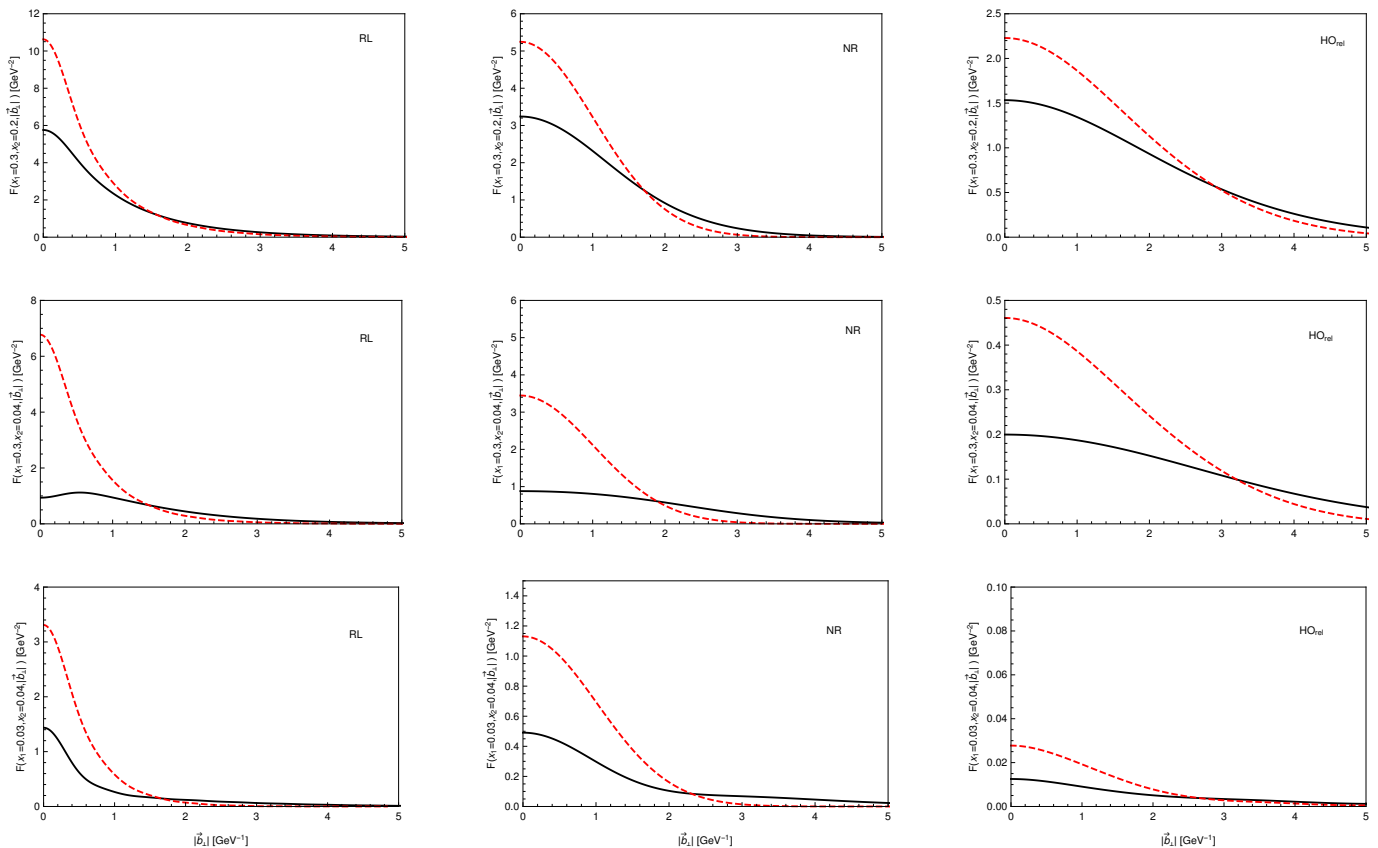 F(x₁=0.3,x₂=0.2,|b⃗⊥| ) [GeV⁻²]
12
10
8
6
4
2
0
RL
0 1 2 3 4 5
F(x₁=0.3,x₂=0.2,|b⃗⊥| ) [GeV⁻²]
6
5
4
3
2
1
0
NR
0 1 2 3 4 5
F(x₁=0.3,x₂=0.2,|b⃗⊥| ) [GeV⁻²]
2.5
2.0
1.5
1.0
0.5
0.0
HOrel
0 1 2 3 4 5
F(x₁=0.3,x₂=0.04,|b⃗⊥| ) [GeV⁻²]
8
6
4
2
0
RL
0 1 2 3 4 5
F(x₁=0.3,x₂=0.04,|b⃗⊥| ) [GeV⁻²]
6
5
4
3
2
1
0
NR
0 1 2 3 4 5
F(x₁=0.3,x₂=0.04,|b⃗⊥| ) [GeV⁻²]
0.5
0.4
0.3
0.2
0.1
0.0
HOrel
0 1 2 3 4 5
F(x₁=0.03,x₂=0.04,|b⃗⊥| ) [GeV⁻²]
4
3
2
1
0
RL
0 1 2 3 4 5
|b⃗⊥| [GeV⁻¹]
F(x₁=0.03,x₂=0.04,|b⃗⊥| ) [GeV⁻²]
1.4
1.2
1.0
0.8
0.6
0.4
0.2
0.0
NR
0 1 2 3 4 5
|b⃗⊥| [GeV⁻¹]
F(x₁=0.03,x₂=0.04,|b⃗⊥| ) [GeV⁻²]
0.10
0.08
0.06
0.04
0.02
0.00
HOrel
0 1 2 3 4 5
|b⃗⊥| [GeV⁻¹]